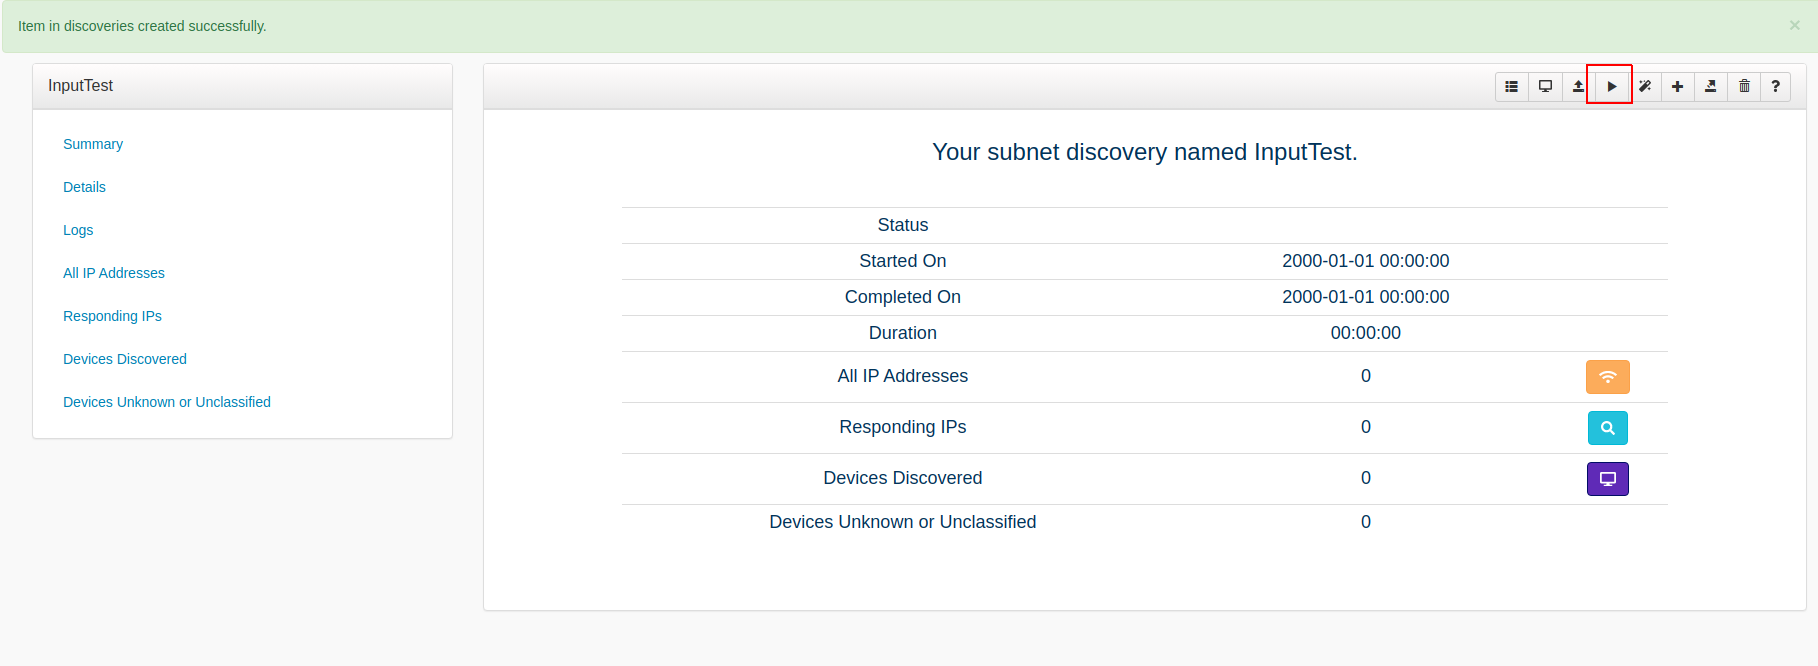 Item in discoveries created successfully.
×
InputTest
?
Summary
Details
Logs
All IP Addresses
Responding IPs
Devices Discovered
Devices Unknown or Unclassified
Your subnet discovery named InputTest.
Status
Started On 2000-01-01 00:00:00
Completed On 2000-01-01 00:00:00
Duration 00:00:00
All IP Addresses 0
Responding IPs 0
Devices Discovered 0
Devices Unknown or Unclassified 0